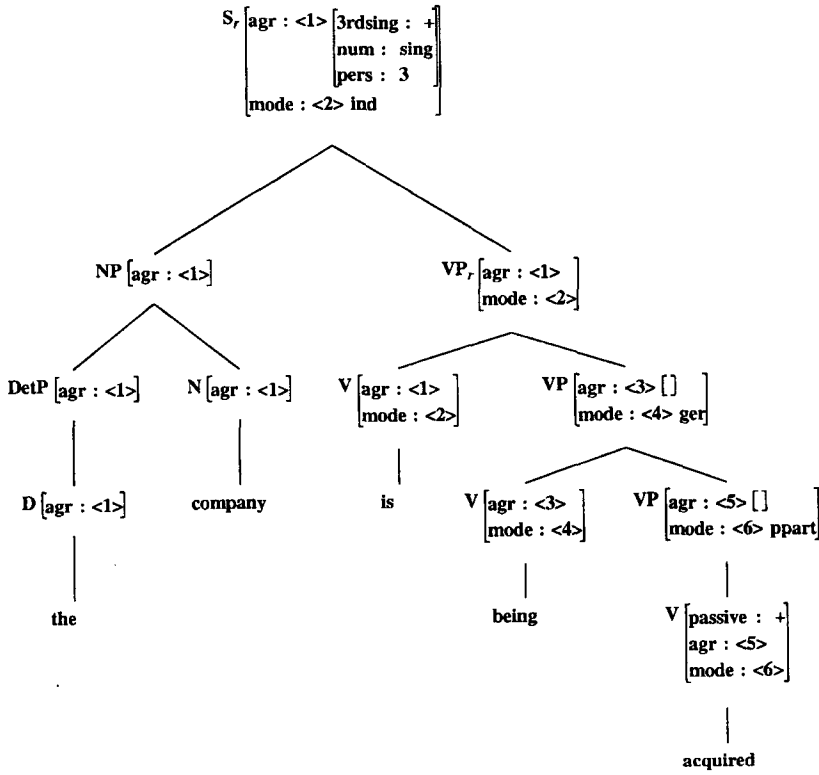 S_r [agr : <1> [3rdsing : +
num : sing
pers : 3]
mode : <2> ind]
NP [agr : <1>] VP_r [agr : <1>
mode : <2>]
DetP [agr : <1>] N [agr : <1>] V [agr : <1> VP [agr : <3> []
mode : <2>] mode : <4> ger]
D [agr : <1>] company is V [agr : <3> VP [agr : <5> []
mode : <4>] mode : <6> ppart]
the being V [passive : +
agr : <5>
mode : <6>]
acquired